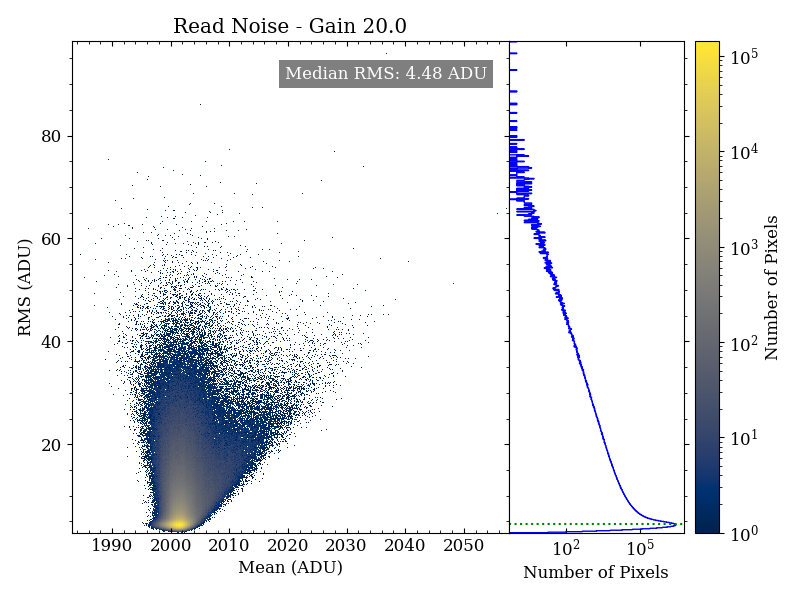 Read Noise - Gain 20.0
Median RMS: 4.48 ADU
80
60
40
20
RMS (ADU)
1990 2000 2010 2020 2030 2040 2050
Mean (ADU)
10² 10⁵
Number of Pixels
10⁵
10⁴
10³
10²
10¹
10⁰
Number of Pixels